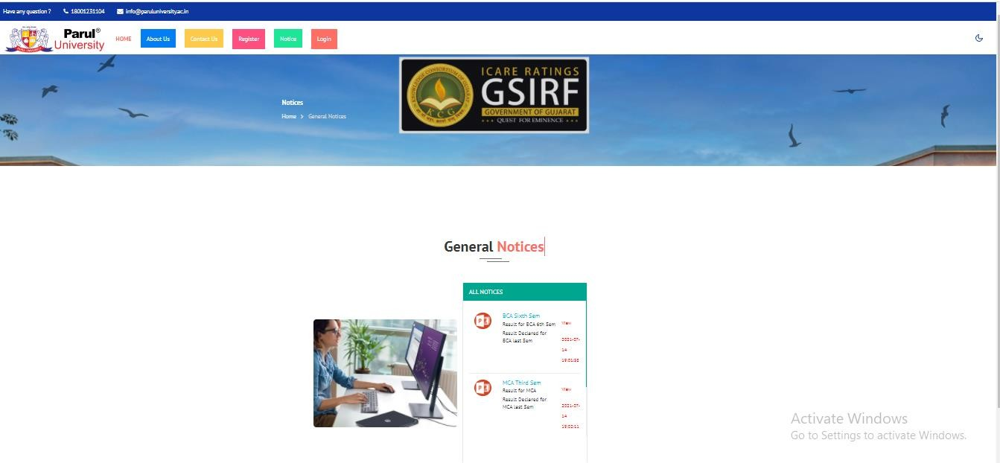 Have any question ? 18001231104 info@paruluniversity.ac.in
Parul®
University
HOME About Us Contact Us Register Notice Login
ICARE RATINGS
GSIRF
GOVERNMENT OF GUJARAT
QUEST FOR EMINENCE
KNOWLEDGE CONSORTIUM OF GUJARAT
KCG
Notices
Home General Notices
General Notices
ALL NOTICES
BCA Sixth Sem
Result for BCA 6th Sem
Result Declared for
BCA last Sem
View
2021-07-
14
19:01:38
MCA Third Sem
Result for MCA
Result Declared for
MCA last Sem
View
2021-07-
14
19:02:11
Activate Windows
Go to Settings to activate Windows.